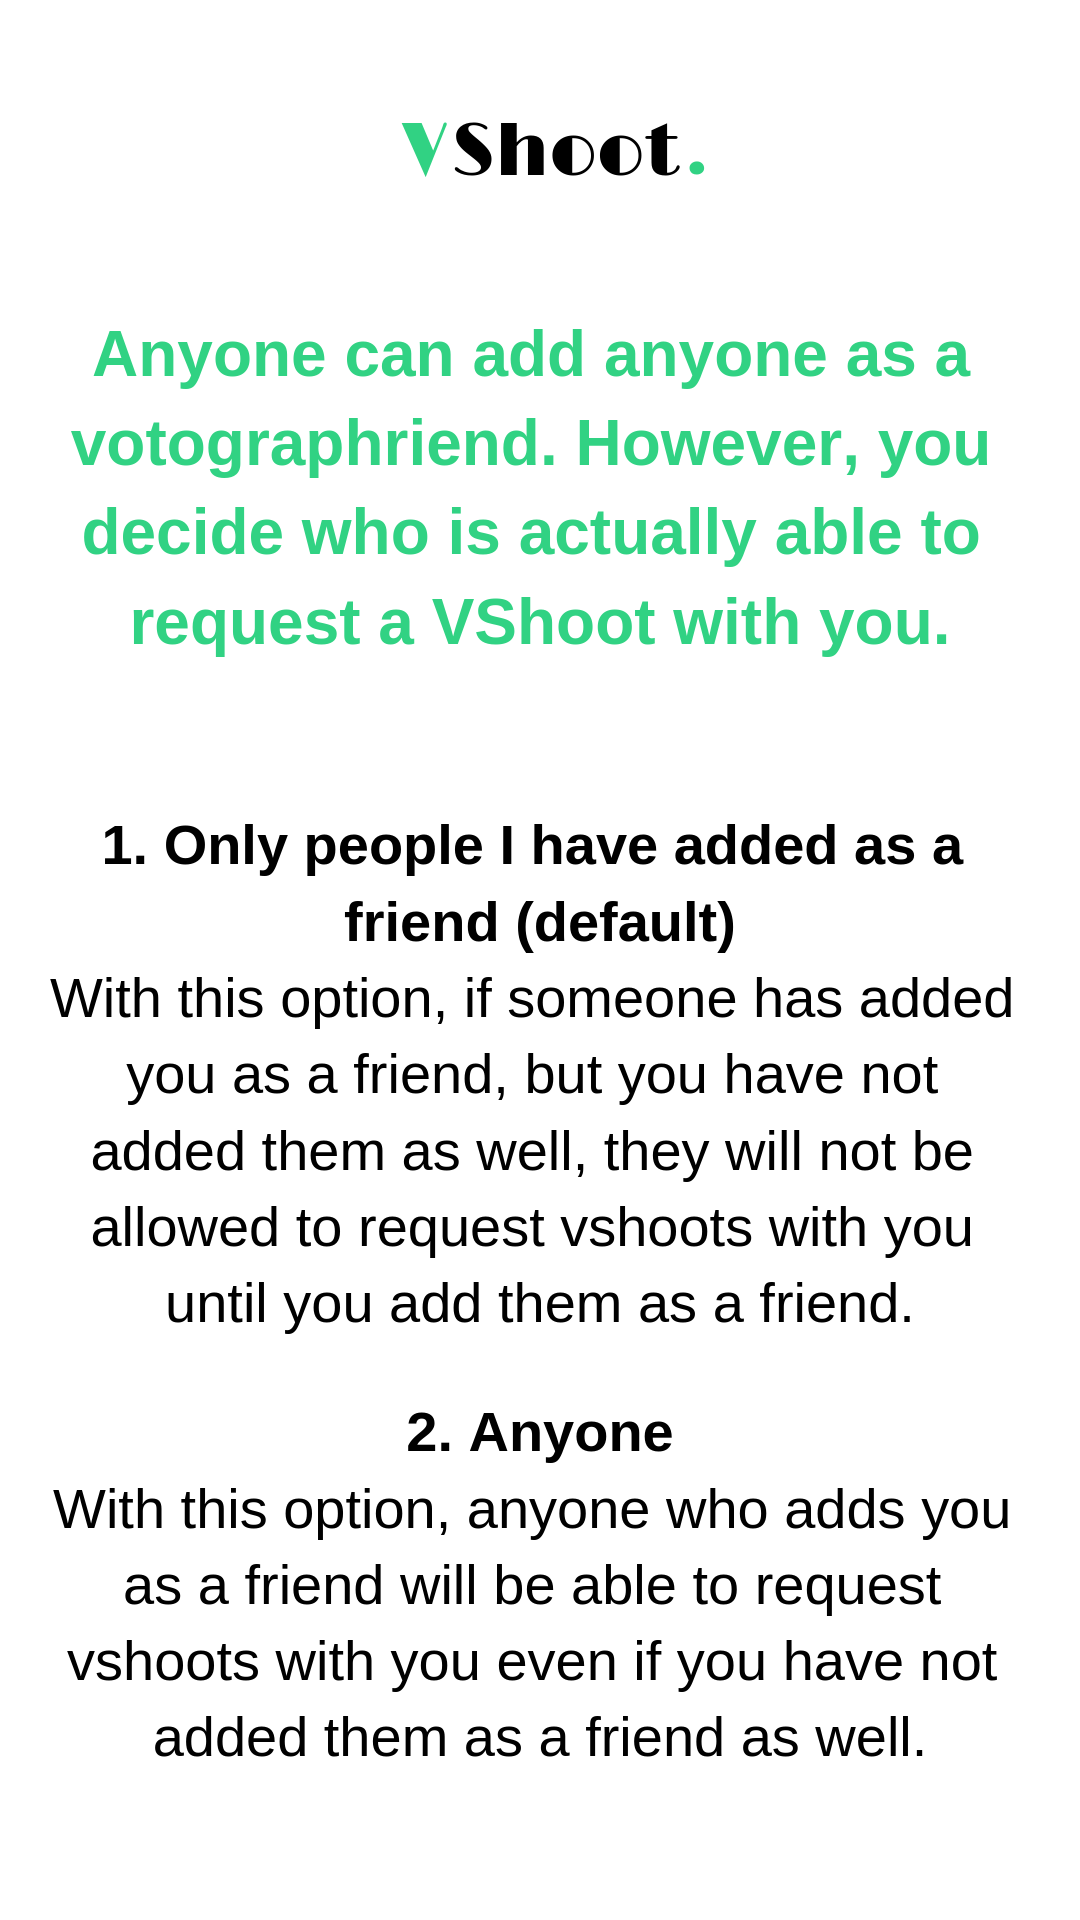 VShoot.
Anyone can add anyone as a
votographriend. However, you
decide who is actually able to
request a VShoot with you.
1. Only people I have added as a
friend (default)
With this option, if someone has added
you as a friend, but you have not
added them as well, they will not be
allowed to request vshoots with you
until you add them as a friend.
2. Anyone
With this option, anyone who adds you
as a friend will be able to request
vshoots with you even if you have not
added them as a friend as well.